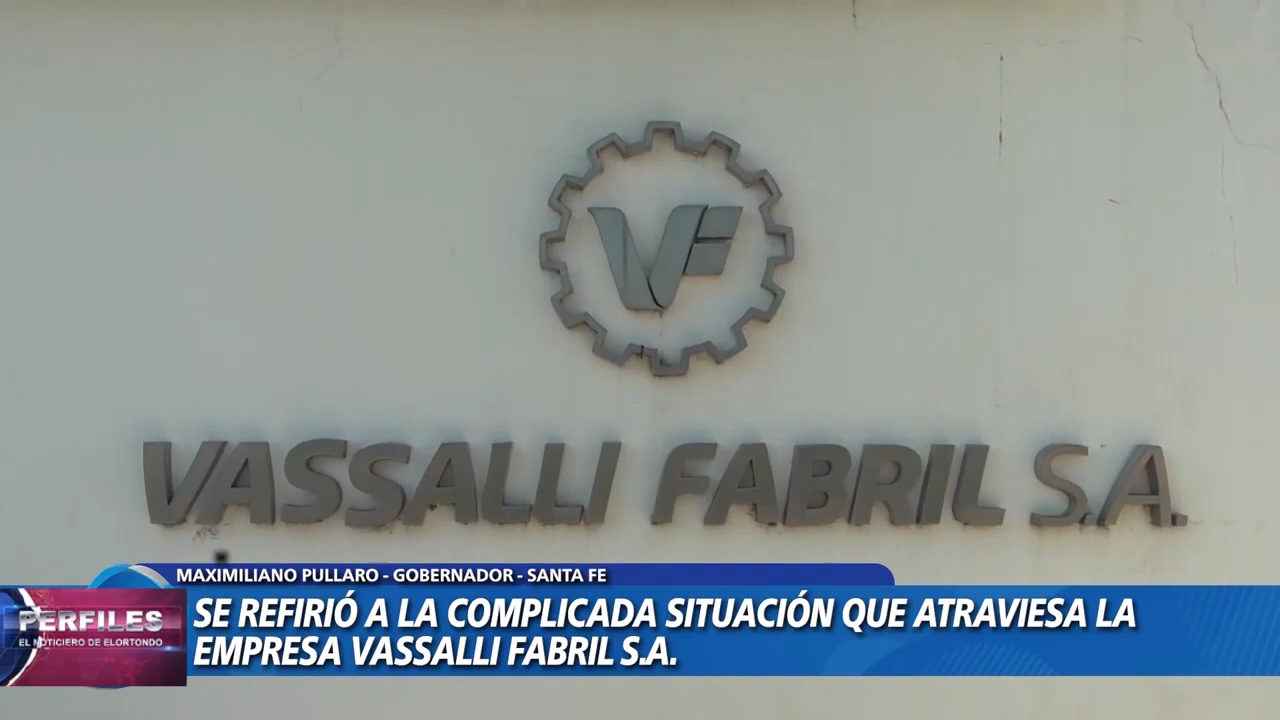 VF
VASSALLI FABRIL S.A.
MAXIMILIANO PULLARO - GOBERNADOR - SANTA FE
PERFILES
EL NOTICIERO DE ELORTONDO
SE REFIRIÓ A LA COMPLICADA SITUACIÓN QUE ATRAVIESA LA
EMPRESA VASSALLI FABRIL S.A.